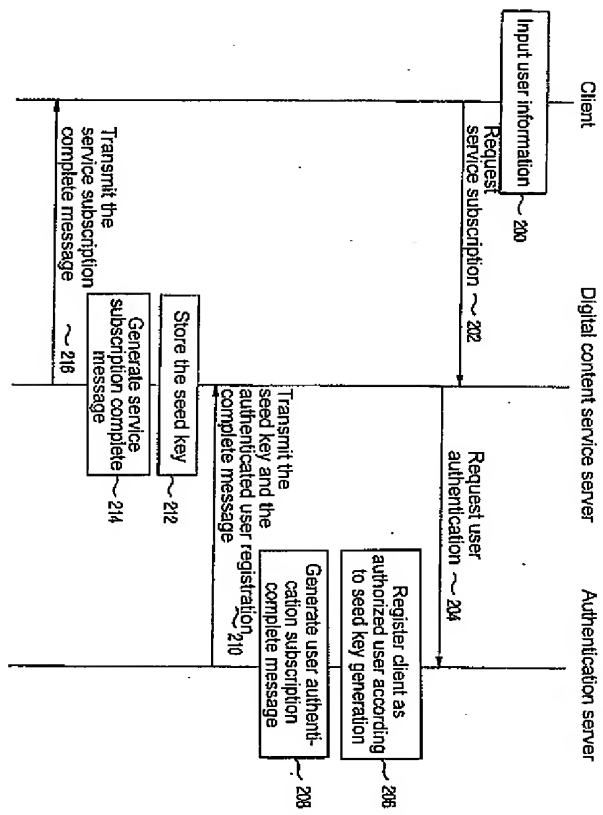 Client
Digital content service server
Authentication server
Input user information
200
Request
service subscription
202
Request user
authentication
204
Register client as
authorized user according
to seed key generation
206
Generate user authenti-
cation subscription
complete message
208
Transmit the
seed key and the
authenticated user registration
complete message
210
Store the seed key
212
Generate service
subscription complete
message
214
Transmit the
service subscription
complete message
216